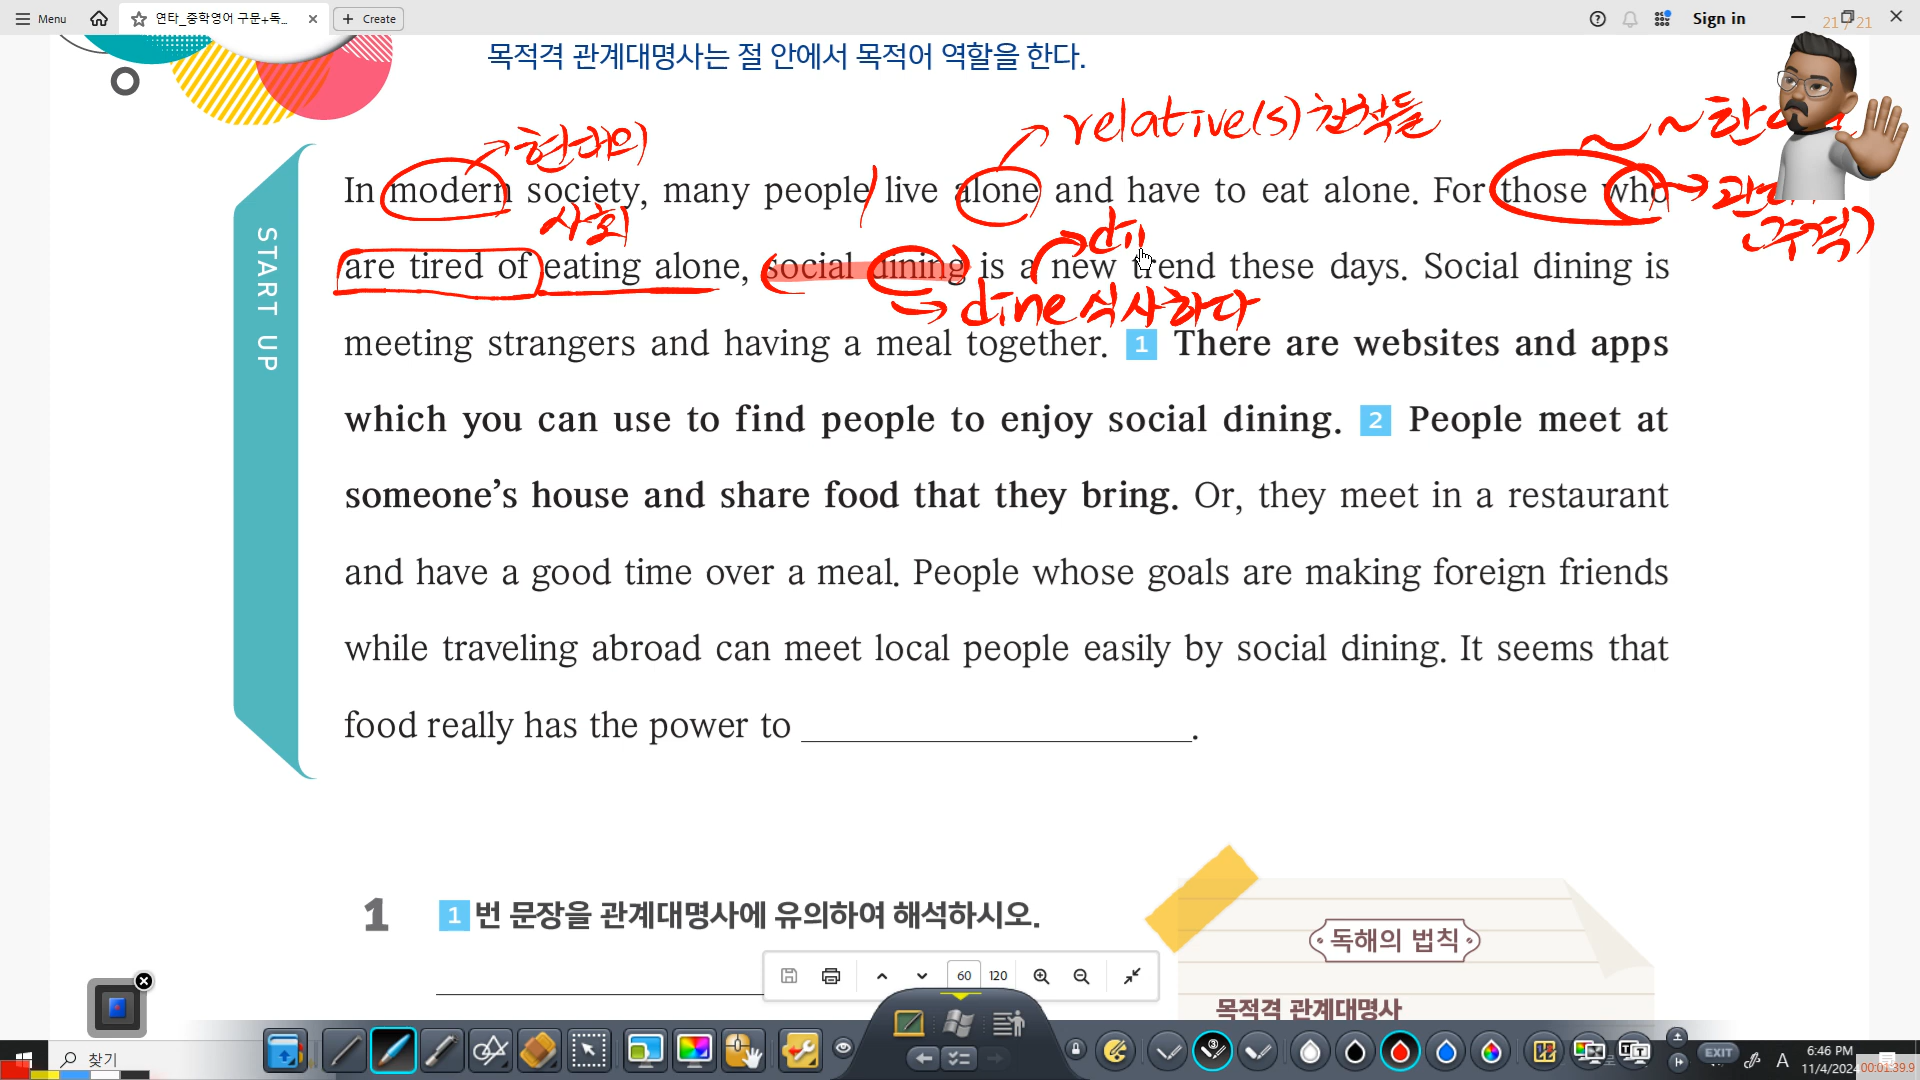 Menu
연타_중학영어 구문+독...
Create
Sign in
21 / 21
목적격 관계대명사는 절 안에서 목적어 역할을 한다.
현대의
relative(s) 친척들
START UP
In modern society, many people live alone and have to eat alone. For those who
사회
(주격)
are tired of eating alone, social dining is a new trend these days. Social dining is
dine 식사하다
meeting strangers and having a meal together. 1 There are websites and apps
which you can use to find people to enjoy social dining. 2 People meet at
someone's house and share food that they bring. Or, they meet in a restaurant
and have a good time over a meal. People whose goals are making foreign friends
while traveling abroad can meet local people easily by social dining. It seems that
food really has the power to ____________________.
1 1 번 문장을 관계대명사에 유의하여 해석하시오.
독해의 법칙
목적격 관계대명사
60 120
찾기
EXIT
A
6:46 PM
11/4/2024
00:01:39.9